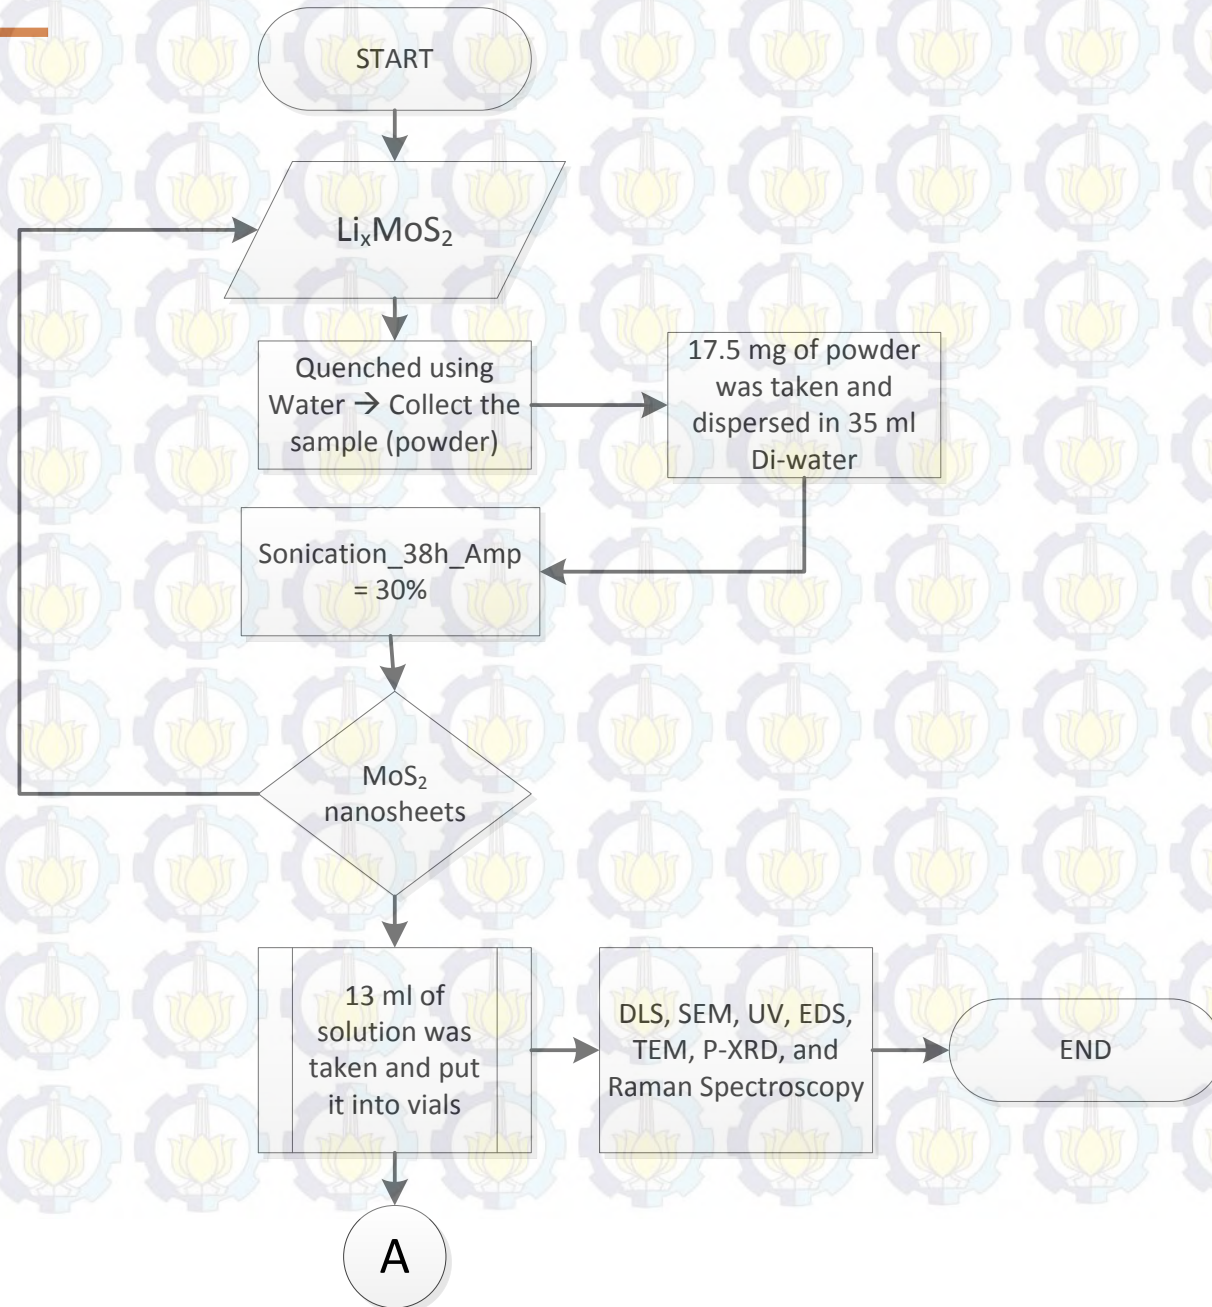 START
LiₓMoS₂
Quenched using
Water → Collect the
sample (powder)
17.5 mg of powder
was taken and
dispersed in 35 ml
Di-water
Sonication_38h_Amp
= 30%
MoS₂
nanosheets
13 ml of
solution was
taken and put
it into vials
DLS, SEM, UV, EDS,
TEM, P-XRD, and
Raman Spectroscopy
END
A